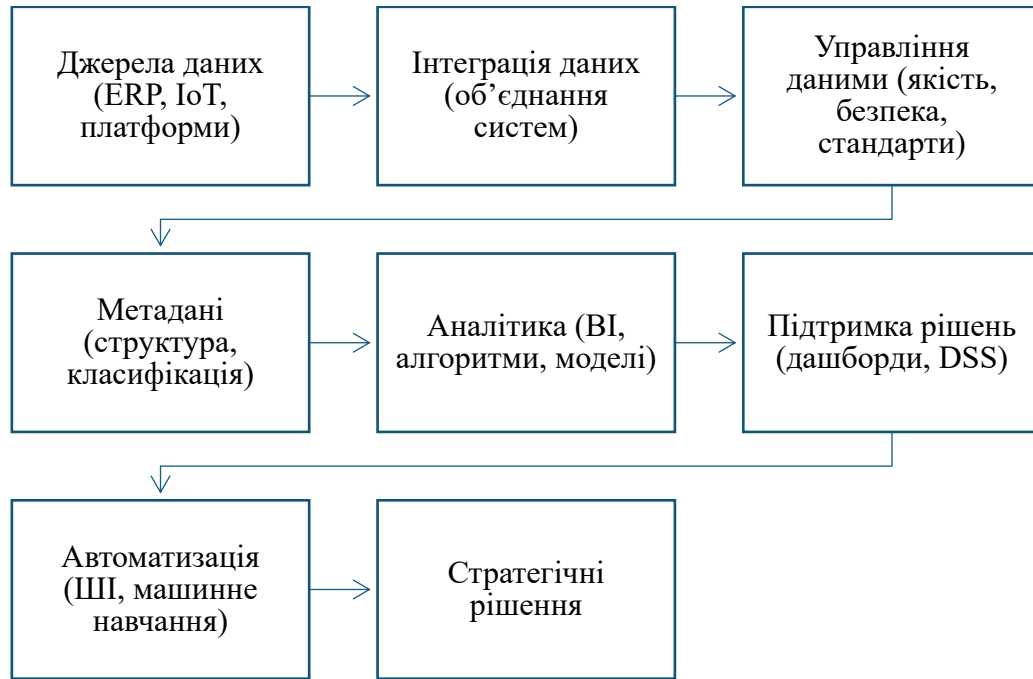 Джерела даних
(ERP, IoT,
платформи)
Інтеграція даних
(об’єднання
систем)
Управління
даними (якість,
безпека,
стандарти)
Метадані
(структура,
класифікація)
Аналітика (BI,
алгоритми, моделі)
Підтримка рішень
(дашборди, DSS)
Автоматизація
(ШІ, машинне
навчання)
Стратегічні
рішення